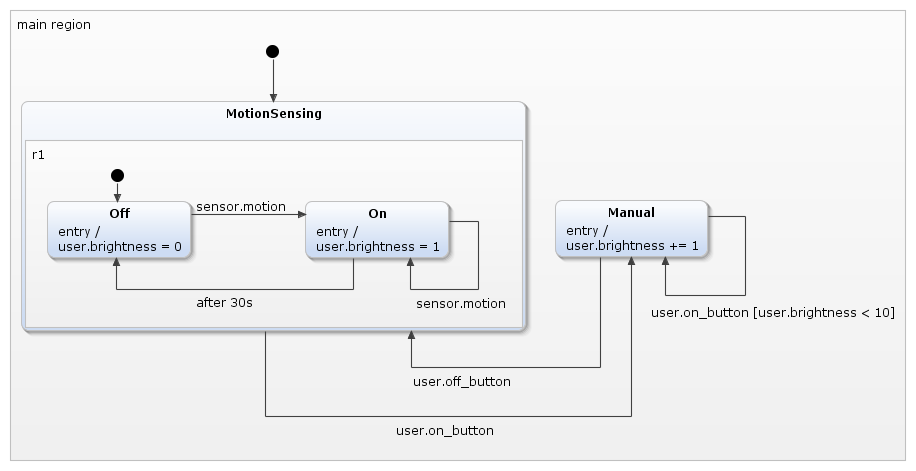 main region
MotionSensing
r1
Off
entry /
user.brightness = 0
sensor.motion
On
entry /
user.brightness = 1
after 30s
sensor.motion
Manual
entry /
user.brightness += 1
user.on_button [user.brightness < 10]
user.off_button
user.on_button